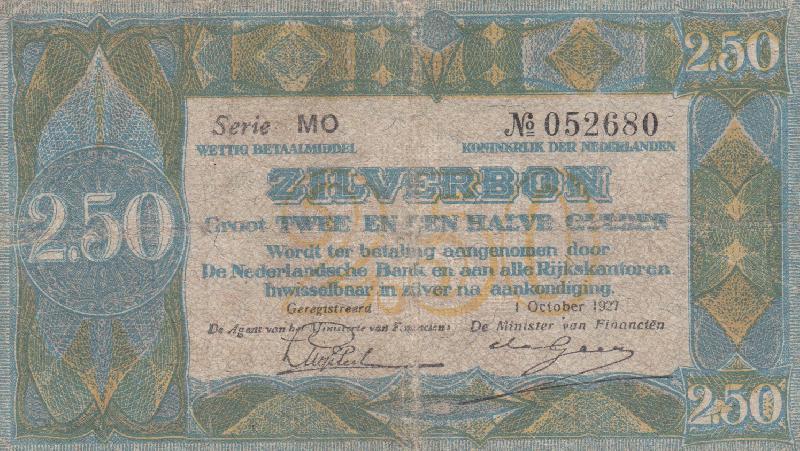 2.50
Serie MO
№ 052680
WETTIG BETAALMIDDEL
KONINKRIJK DER NEDERLANDEN
ZILVERBON
2.50
Groot TWEE EN EEN HALVE GULDEN
Wordt ter betaling aangenomen door
De Nederlandsche Bank en aan alle Rijkskantoren
Inwisselbaar in zilver na aankondiging.
Geregistreerd
1 October 1927
De Agent van het Ministerie van Financiën
De Minister van Financiën
de Geer
2.50